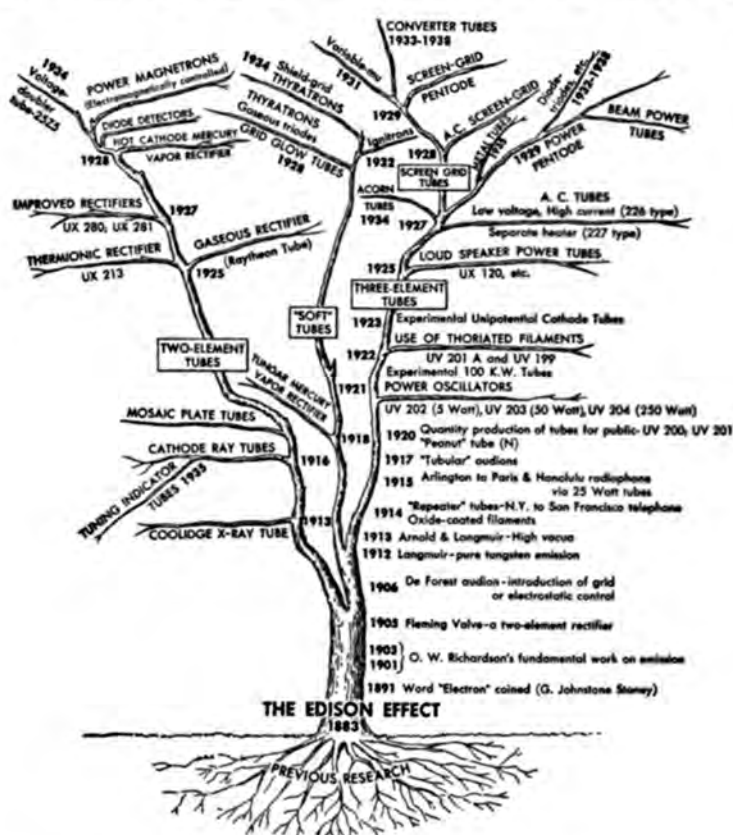 CONVERTER TUBES
1933-1938
1934
Voltage-
doubler
tube-25Z5
POWER MAGNETRONS
(Electromagnetically controlled)
DIODE DETECTORS
HOT CATHODE MERCURY
VAPOR RECTIFIER
1928
1934
Shield-grid
THYRATRONS
THYRATRONS
Gaseous triodes
GRID GLOW TUBES
1928
Ignitrons
1932
Variable-mu
1931
SCREEN-GRID
PENTODE
1929
A.C. SCREEN-GRID
1928
SCREEN GRID
TUBES
METAL TUBES
1935
Diode-
triodes, etc.
1932-1938
1929 POWER
PENTODE
BEAM POWER
TUBES
ACORN
TUBES
1934
1927
A. C. TUBES
Low voltage, High current (226 type)
Separate heater (227 type)
IMPROVED RECTIFIERS
UX 280, UX 281
1927
THERMIONIC RECTIFIER
UX 213
GASEOUS RECTIFIER
(Raytheon Tube)
1925
1925
LOUD SPEAKER POWER TUBES
UX 120, etc.
THREE-ELEMENT
TUBES
"SOFT"
TUBES
TWO-ELEMENT
TUBES
1923 Experimental Unipotential Cathode Tubes
1922
USE OF THORIATED FILAMENTS
UV 201 A and UV 199
Experimental 100 K.W. Tubes
1921
POWER OSCILLATORS
UV 202 (5 Watt), UV 203 (50 Watt), UV 204 (250 Watt)
TUNGAR MERCURY
VAPOR RECTIFIER
1918
1920 Quantity production of tubes for public-UV 200, UV 201
"Peanut" tube (N)
MOSAIC PLATE TUBES
CATHODE RAY TUBES
1916
TUNING INDICATOR
TUBES 1935
1917 "Tubular" audions
1915 Arlington to Paris & Honolulu radiophone
via 25 Watt tubes
1914 "Repeater" tubes-N.Y. to San Francisco telephone
Oxide-coated filaments
COOLIDGE X-RAY TUBE
1913
1913 Arnold & Langmuir-High vacua
1912 Langmuir-pure tungsten emission
1906 De Forest audion-introduction of grid
or electrostatic control
1905 Fleming Valve-a two-element rectifier
1903
1901 O. W. Richardson's fundamental work on emission
1891 Word "Electron" coined (G. Johnstone Stoney)
THE EDISON EFFECT
1883
PREVIOUS RESEARCH